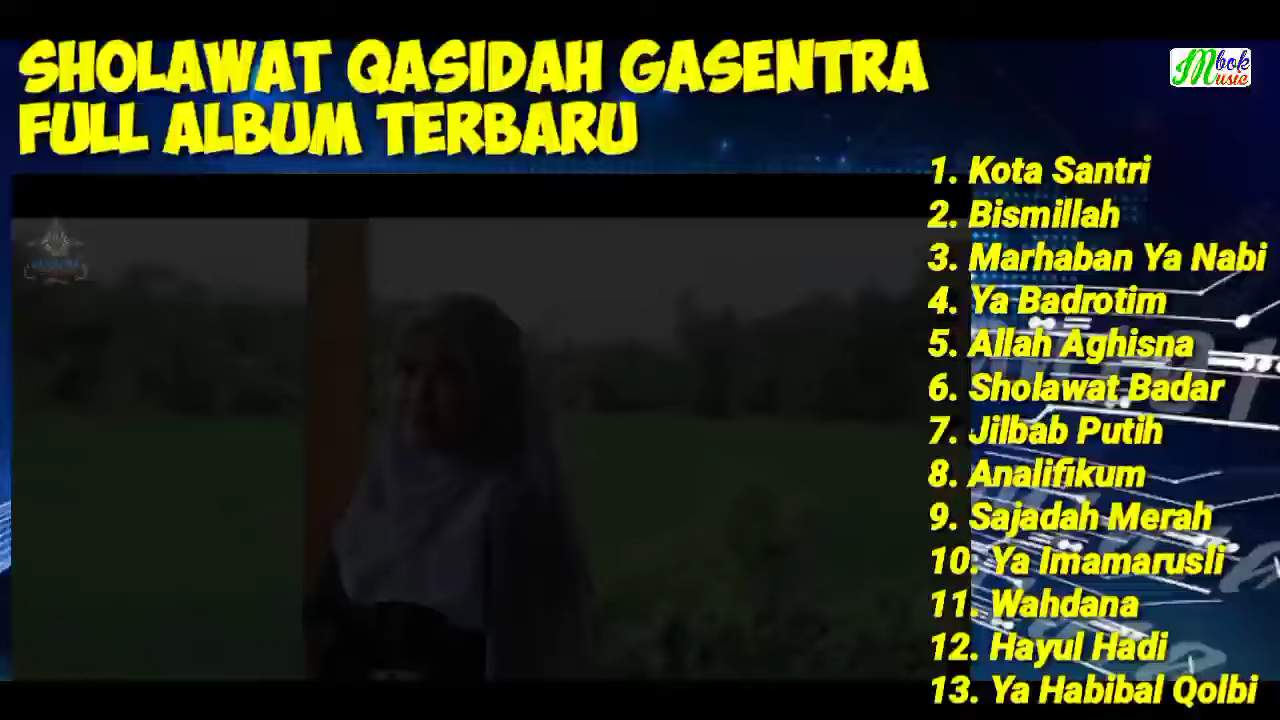 SHOLAWAT QASIDAH GASENTRA
FULL ALBUM TERBARU
Mbok
Music
1. Kota Santri
2. Bismillah
3. Marhaban Ya Nabi
4. Ya Badrotim
5. Allah Aghisna
6. Sholawat Badar
7. Jilbab Putih
8. Analifikum
9. Sajadah Merah
10. Ya Imamarusli
11. Wahdana
12. Hayul Hadi
13. Ya Habibal Qolbi